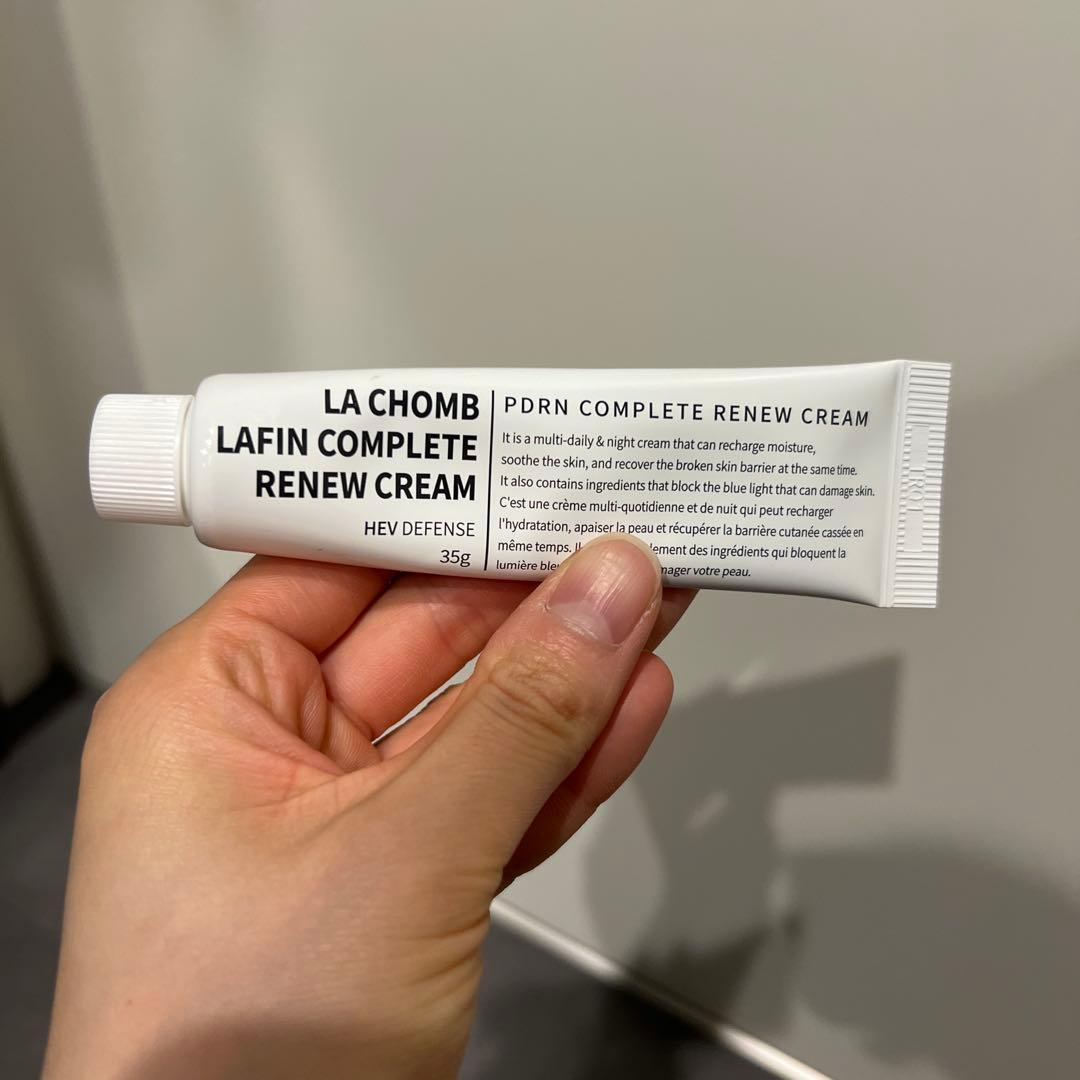 LA CHOMB
LAFIN COMPLETE
RENEW CREAM
HEV DEFENSE
35g
PDRN COMPLETE RENEW CREAM
It is a multi-daily & night cream that can recharge moisture,
soothe the skin, and recover the broken skin barrier at the same time.
It also contains ingredients that block the blue light that can damage skin.
C'est une crème multi-quotidienne et de nuit qui peut recharger
l'hydratation, apaiser la peau et récupérer la barrière cutanée cassée en
même temps. des ingrédients qui bloquent la
lumière votre peau.